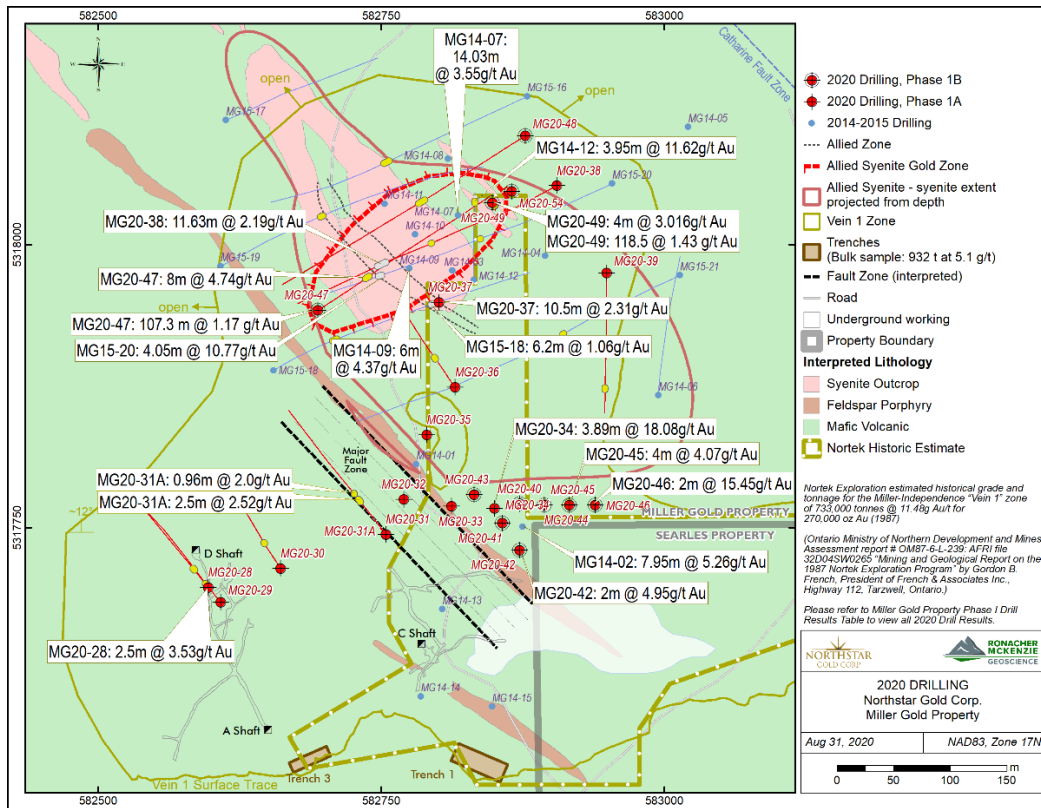 582500
582750
583000
5318000
5317750
N
W
E
S
Catharine Fault Zone
MG14-07:
14.03m
@ 3.55g/t Au
open
open
MG15-16
MG15-17
MG14-05
MG20-48
MG14-12: 3.95m @ 11.62g/t Au
MG14-08
MG20-38
MG15-20
MG14-11
MG20-54
MG14-07
MG20-49
MG20-38: 11.63m @ 2.19g/t Au
MG20-49: 4m @ 3.016g/t Au
MG20-49: 118.5 @ 1.43 g/t Au
MG14-10
MG14-04
MG15-19
MG14-09
MG14-12
MG20-39
MG15-21
MG20-47: 8m @ 4.74g/t Au
MG20-47
MG20-37
MG20-37: 10.5m @ 2.31g/t Au
open
MG20-47: 107.3 m @ 1.17 g/t Au
MG15-18: 6.2m @ 1.06g/t Au
MG15-20: 4.05m @ 10.77g/t Au
MG14-09: 6m
@ 4.37g/t Au
MG15-18
MG20-36
MG14-06
MG20-35
MG20-34: 3.89m @ 18.08g/t Au
Major
Fault
Zone
MG14-01
MG20-45: 4m @ 4.07g/t Au
MG20-31A: 0.96m @ 2.0g/t Au
MG20-32
MG20-43
MG20-40
MG20-45
MG20-46: 2m @ 15.45g/t Au
MG20-31A: 2.5m @ 2.52g/t Au
MG20-34
MG20-46
MG20-31
MG20-33
MG20-44
MILLER GOLD PROPERTY
~12°
MG20-31A
MG20-41
SEARLES PROPERTY
D Shaft
MG20-30
MG20-42
MG14-02: 7.95m @ 5.26g/t Au
MG20-28
MG20-29
MG20-42: 2m @ 4.95g/t Au
MG14-13
C Shaft
MG20-28: 2.5m @ 3.53g/t Au
MG14-14
MG14-15
A Shaft
Trench 3
Trench 1
Vein 1 Surface Trace
582500
582750
583000
2020 Drilling, Phase 1B
2020 Drilling, Phase 1A
2014-2015 Drilling
Allied Zone
Allied Syenite Gold Zone
Allied Syenite - syenite extent
projected from depth
Vein 1 Zone
Trenches
(Bulk sample: 932 t at 5.1 g/t)
Fault Zone (interpreted)
Road
Underground working
Property Boundary
Interpreted Lithology
Syenite Outcrop
Feldspar Porphyry
Mafic Volcanic
Nortek Historic Estimate
Nortek Exploration estimated historical grade and
tonnage for the Miller-Independence "Vein 1" zone
of 733,000 tonnes @ 11.48g Au/t for
270,000 oz Au (1987)
(Ontario Ministry of Northern Development and Mines
Assessment report # OM87-6-L-239: AFRI file
32D04SW0265 "Mining and Geological Report on the
1987 Nortek Exploration Program" by Gordon B.
French, President of French & Associates Inc.,
Highway 112, Tarzwell, Ontario.)
Please refer to Miller Gold Property Phase I Drill
Results Table to view all 2020 Drill Results.
NORTHSTAR
GOLD CORP
RONACHER
MCKENZIE
GEOSCIENCE
2020 DRILLING
Northstar Gold Corp.
Miller Gold Property
Aug 31, 2020
NAD83, Zone 17N
0 50 100 150 m